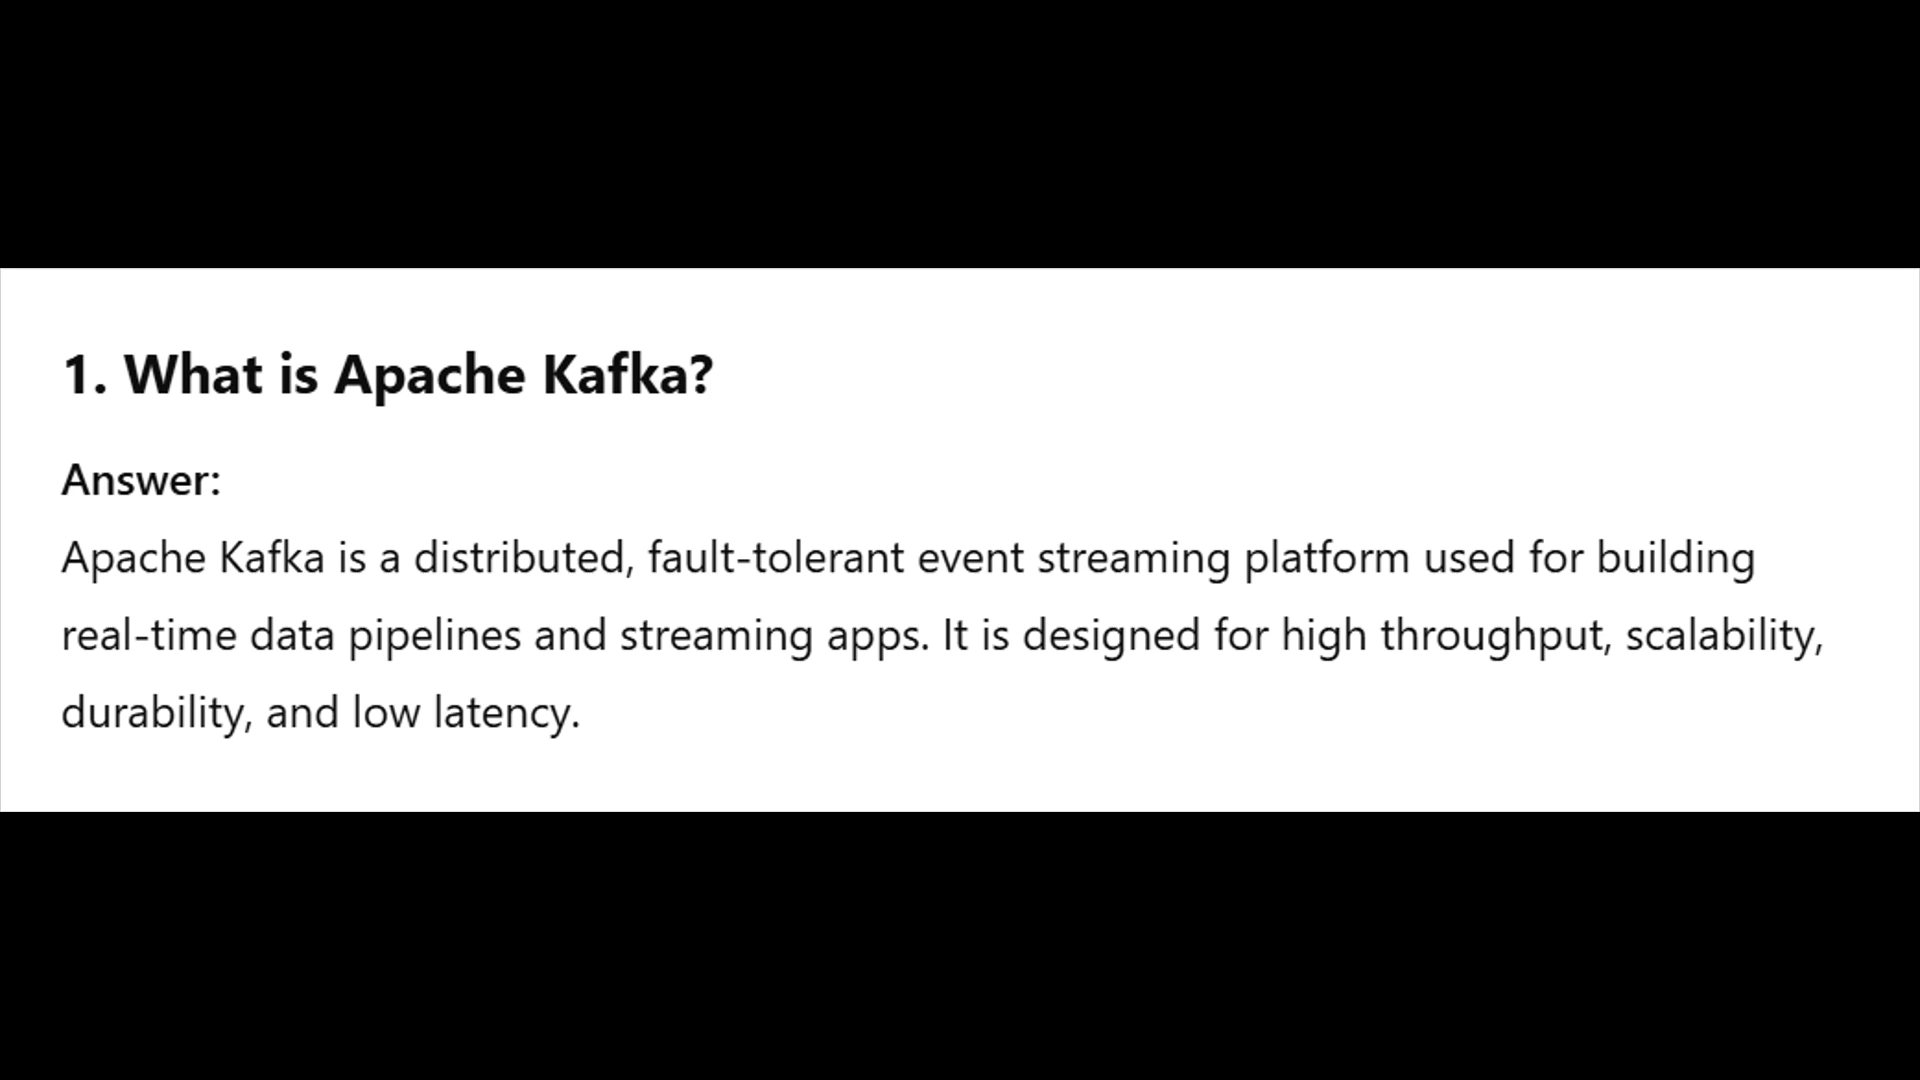 1. What is Apache Kafka?
Answer:
Apache Kafka is a distributed, fault-tolerant event streaming platform used for building
real-time data pipelines and streaming apps. It is designed for high throughput, scalability,
durability, and low latency.